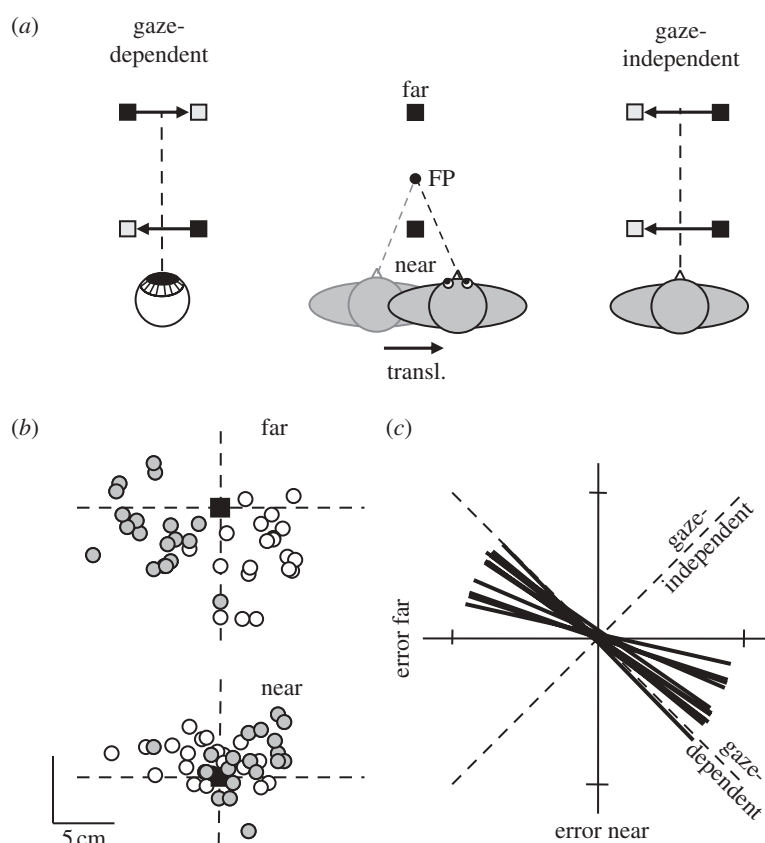 (a)
gaze-
dependent
far
FP
near
transl.
gaze-
independent
(b)
far
near
5 cm
(c)
error far
gaze-
independent
gaze-
dependent
error near